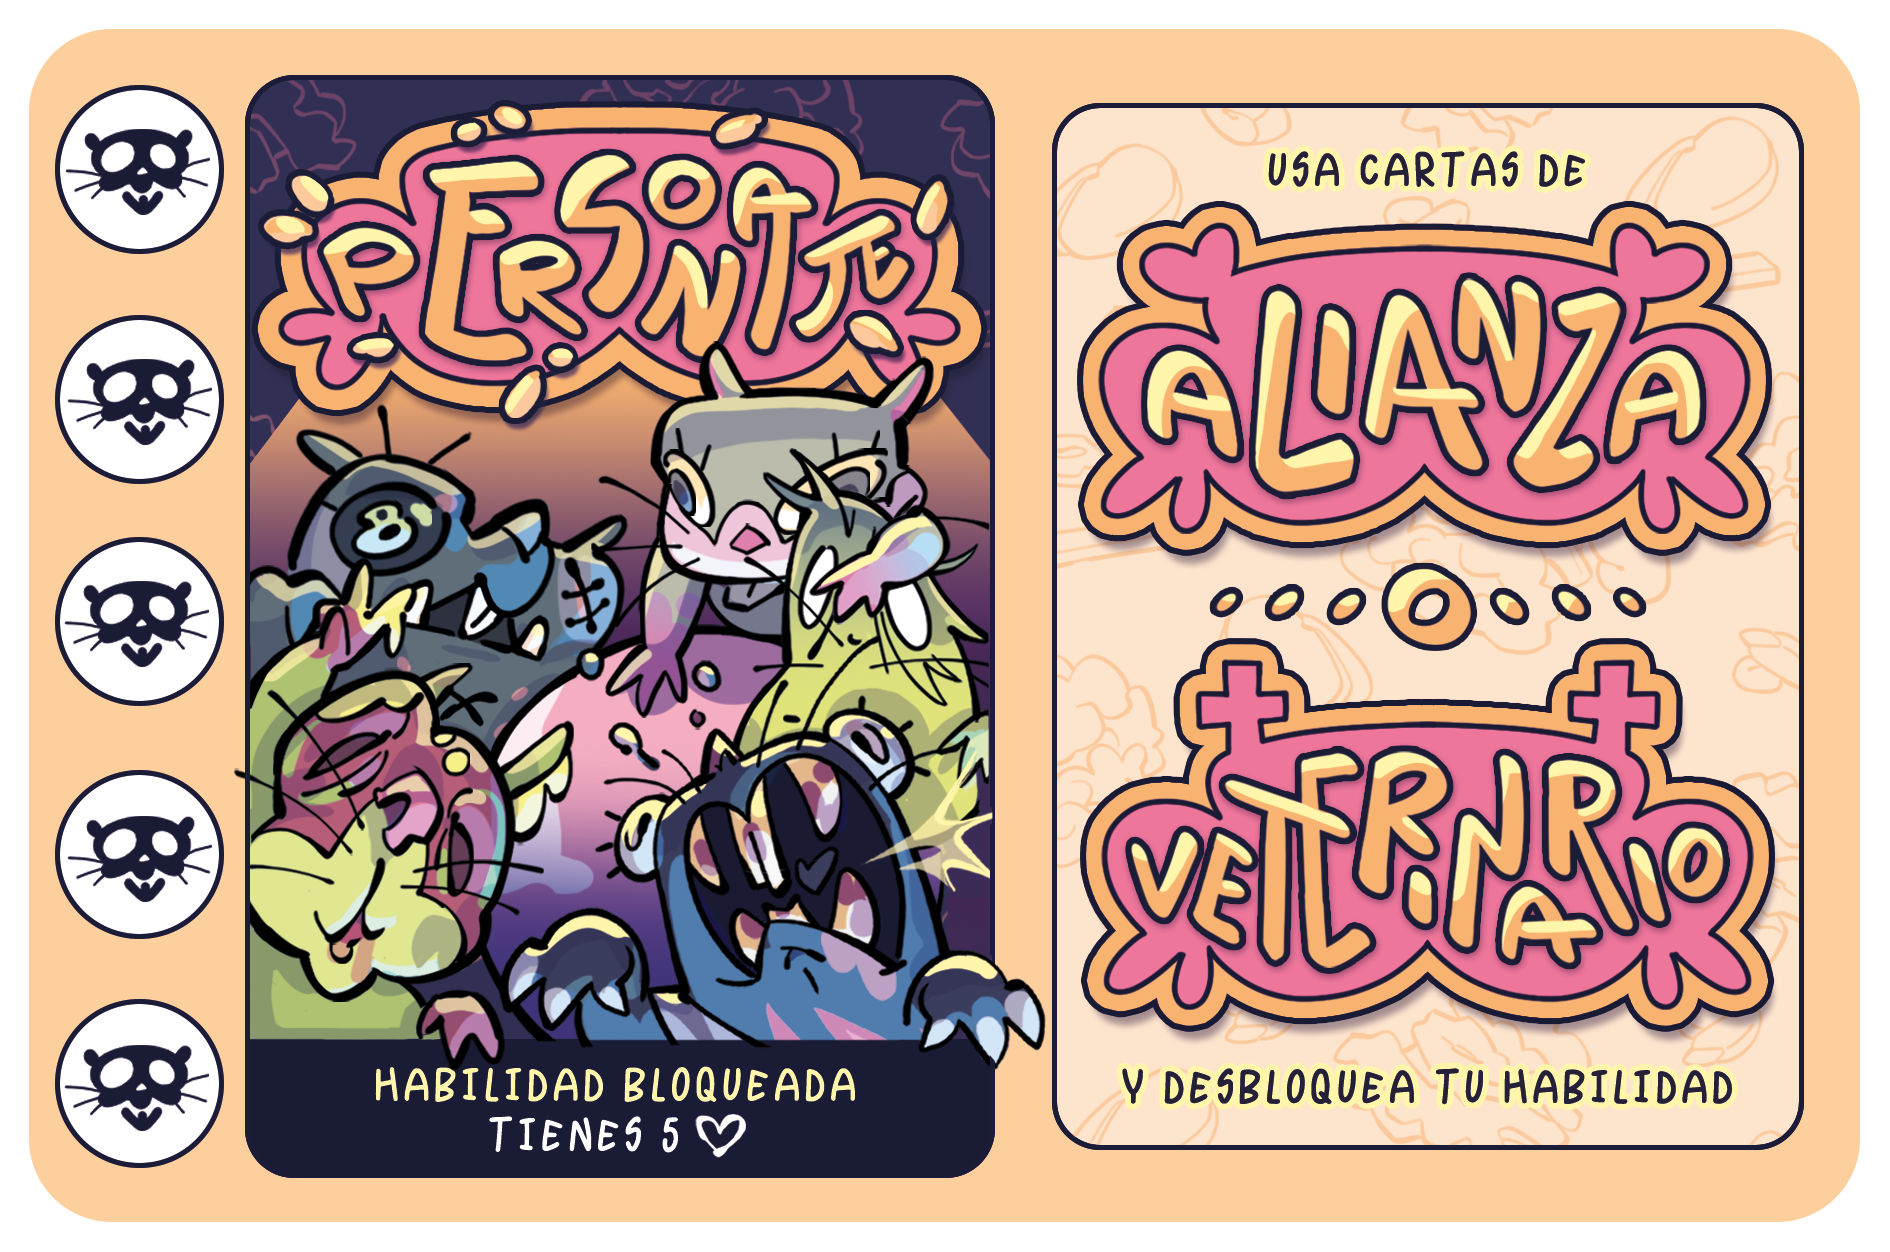 PERSONAJE
HABILIDAD BLOQUEADA
TIENES 5
USA CARTAS DE
ALIANZA
O
VETERINARIO
Y DESBLOQUEA TU HABILIDAD